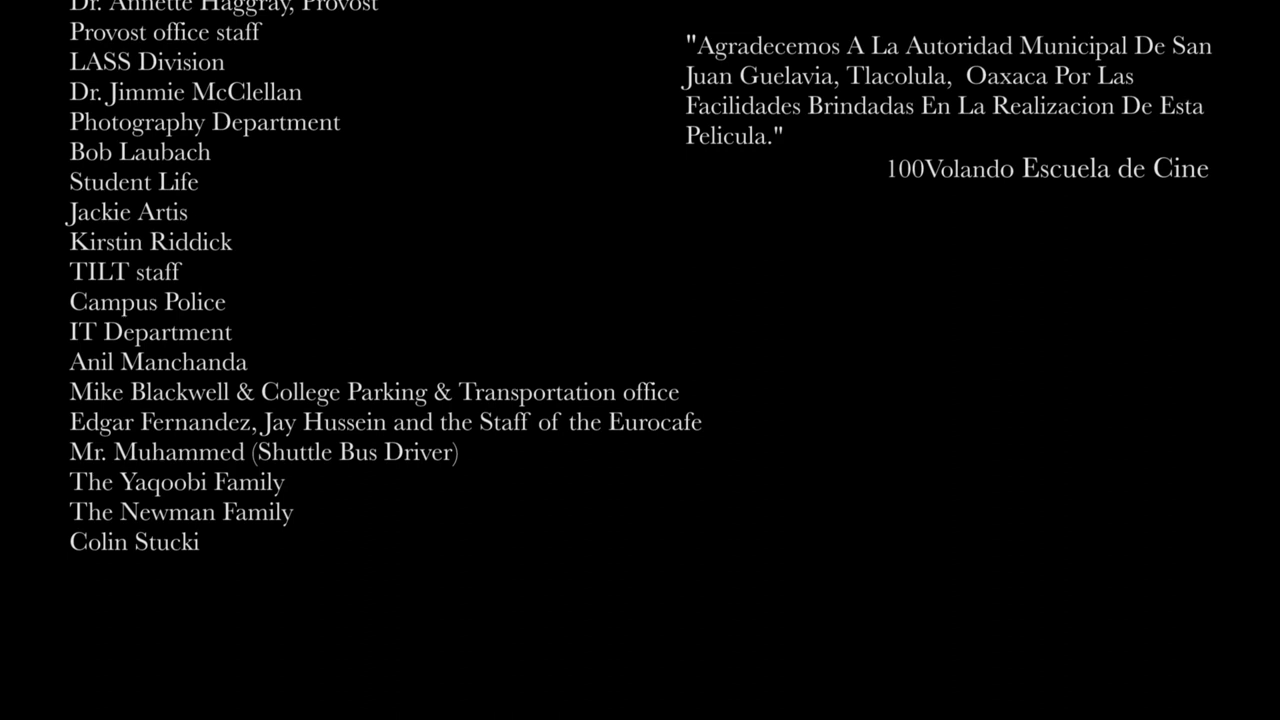 Dr. Annette Haggray, Provost
Provost office staff
LASS Division
Dr. Jimmie McClellan
Photography Department
Bob Laubach
Student Life
Jackie Artis
Kirstin Riddick
TILT staff
Campus Police
IT Department
Anil Manchanda
Mike Blackwell & College Parking & Transportation office
Edgar Fernandez, Jay Hussein and the Staff of the Eurocafe
Mr. Muhammed (Shuttle Bus Driver)
The Yaqoobi Family
The Newman Family
Colin Stucki
"Agradecemos A La Autoridad Municipal De San
Juan Guelavia, Tlacolula, Oaxaca Por Las
Facilidades Brindadas En La Realizacion De Esta
Pelicula."
100Volando Escuela de Cine